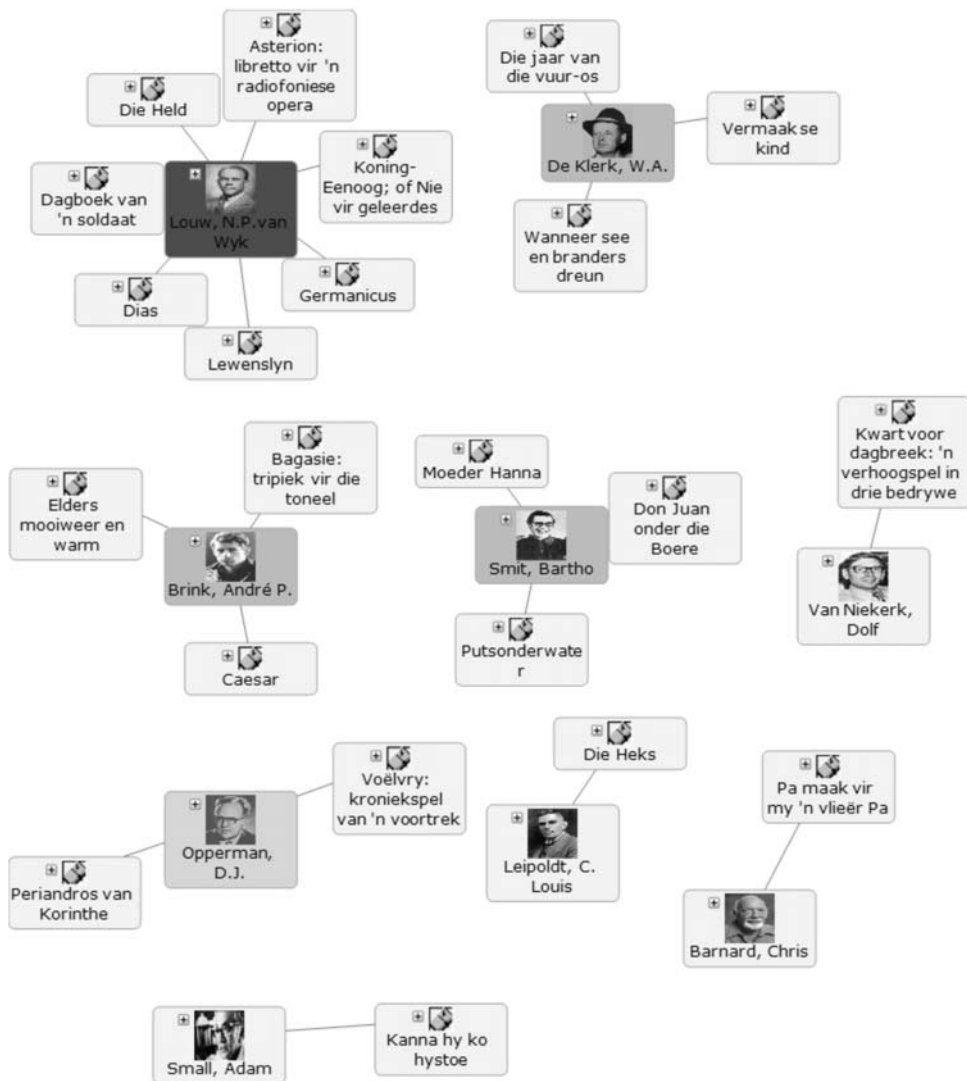 Asterion:
libretto vir 'n
radiofoniese
opera
Die Held
Koning-
Eenoog; of Nie
vir geleerdes
Dagboek van
'n soldaat
Louw, N.P.van
Wyk
Germanicus
Dias
Lewenslyn
Die jaar van
die vuur-os
Vermaak se
kind
De Klerk, W.A.
Wanneer see
en branders
dreun
Bagasie:
tripiek vir die
toneel
Elders
mooiweer en
warm
Brink, André P.
Caesar
Moeder Hanna
Don Juan
onder die
Boere
Smit, Bartho
Putsonderwate
r
Kwart voor
dagbreek: 'n
verhoogspel in
drie bedrywe
Van Niekerk,
Dolf
Voëlvry:
kroniekspel
van 'n voortrek
Opperman,
D.J.
Periandros van
Korinthe
Die Heks
Leipoldt, C.
Louis
Pa maak vir
my 'n vlieër Pa
Barnard, Chris
Small, Adam
Kanna hy ko
hystoe